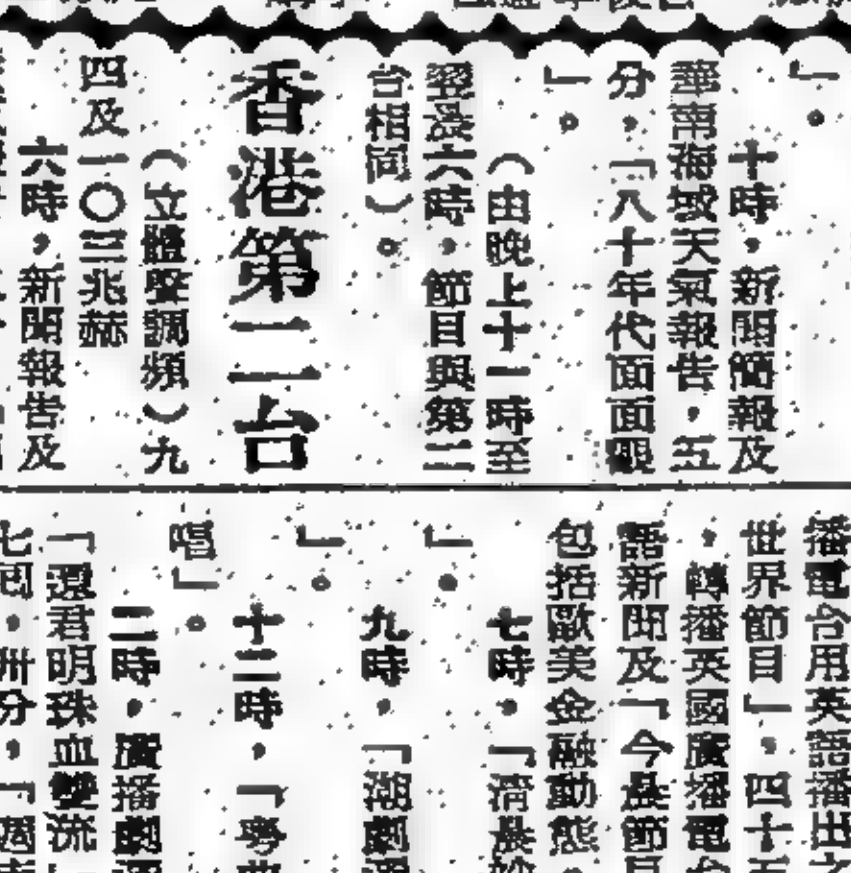 」。
十時，新聞簡報及
華南海域天氣報告，五
分，「八十年代面面觀
」。
（由晚上十一時至
翌晨六時，節目與第二
台相同）。
香港第二台
（立體聲調頻）九
四及一〇三兆赫
六時，新聞報告及
播電台用英語播出之
世界節目」，四十五
，轉播英國廣播電台
語新聞及「今晨節目
包括歐美金融動態。
七時，「清晨妙
」。
九時，「潮劇選
」。
十二時，「粵曲
唱」。
二時，廣播劇選
「還君明珠血雙流」
七同，卅分，「週末